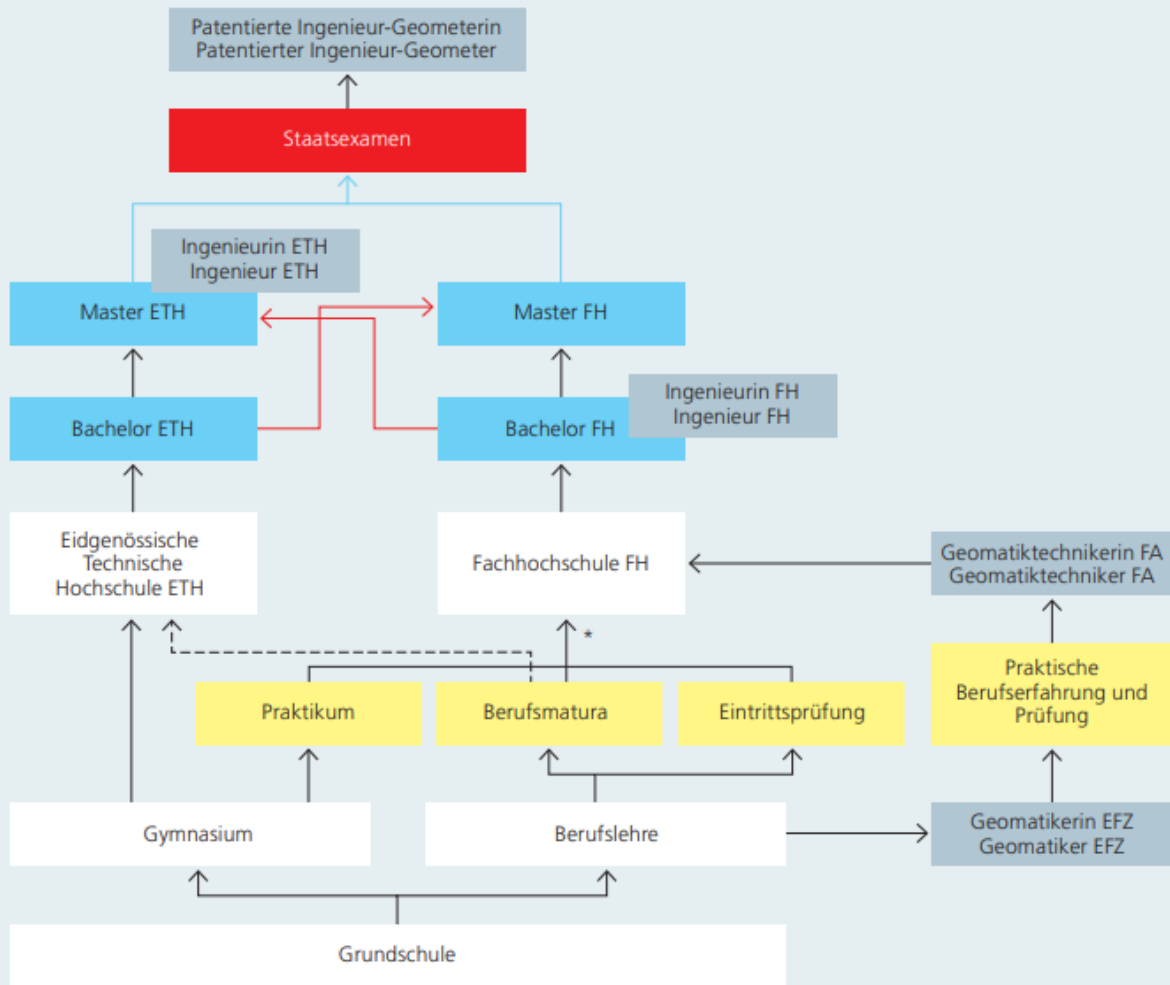 Patentierte Ingenieur-Geometerin
Patentierter Ingenieur-Geometer
Staatsexamen
Ingenieurin ETH
Ingenieur ETH
Master ETH
Master FH
Ingenieurin FH
Ingenieur FH
Bachelor ETH
Bachelor FH
Eidgenössische
Technische
Hochschule ETH
Fachhochschule FH
Geomatiktechnikerin FA
Geomatiktechniker FA
*
Praktikum
Berufsmatura
Eintrittsprüfung
Praktische
Berufserfahrung und
Prüfung
Gymnasium
Berufslehre
Geomatikerin EFZ
Geomatiker EFZ
Grundschule